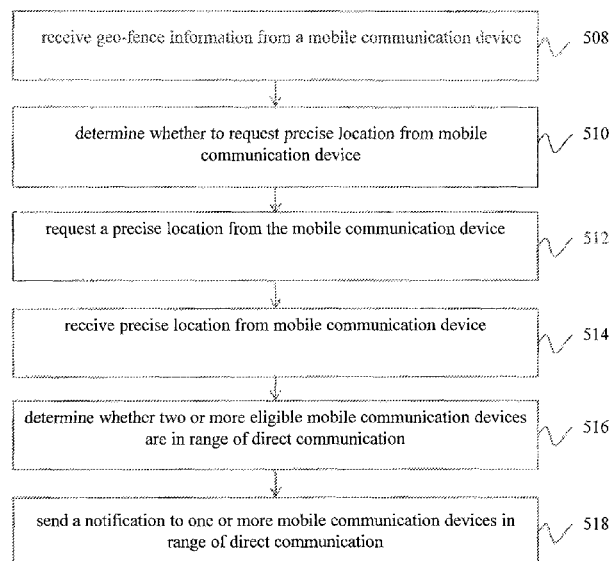 receive geo-fence information from a mobile communication device
508
determine whether to request precise location from mobile
communication device
510
request a precise location from the mobile communication device
512
receive precise location from mobile communication device
514
determine whether two or more eligible mobile communication devices
are in range of direct communication
516
send a notification to one or more mobile communication devices in
range of direct communication
518